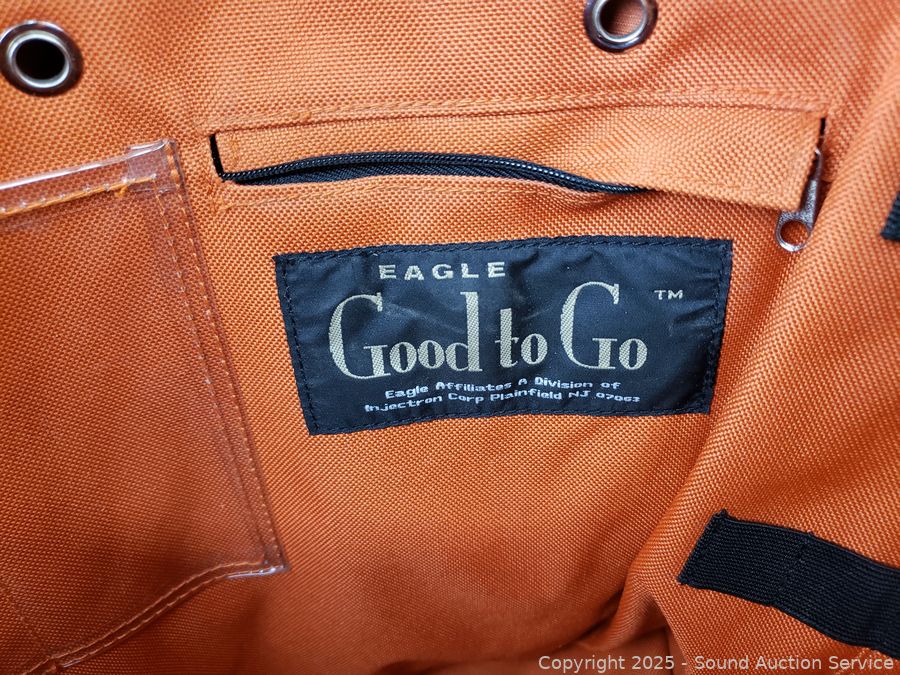 EAGLE
Good to Go ™
Eagle Affiliates A Division of
Injectron Corp Plainfield NJ 07063
Copyright 2025 - Sound Auction Service